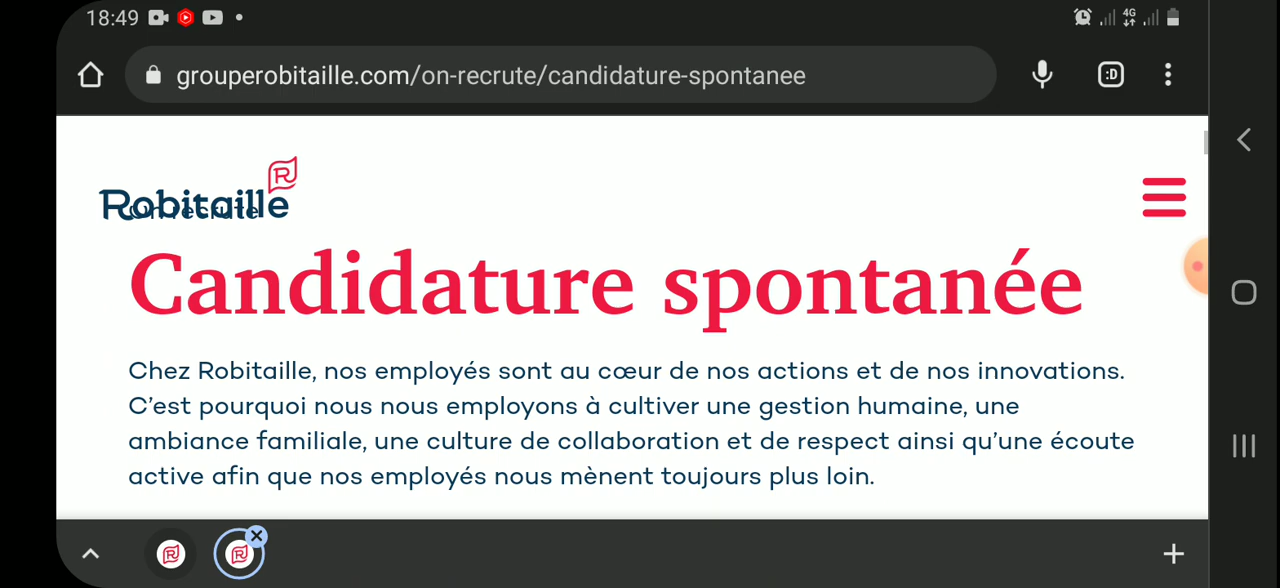 18:49
4G
grouperobitaille.com/on-recrute/candidature-spontanee
:D
R
Robitaille
On recrute
Candidature spontanée
Chez Robitaille, nos employés sont au cœur de nos actions et de nos innovations.
C'est pourquoi nous nous employons à cultiver une gestion humaine, une
ambiance familiale, une culture de collaboration et de respect ainsi qu'une écoute
active afin que nos employés nous mènent toujours plus loin.
R
R